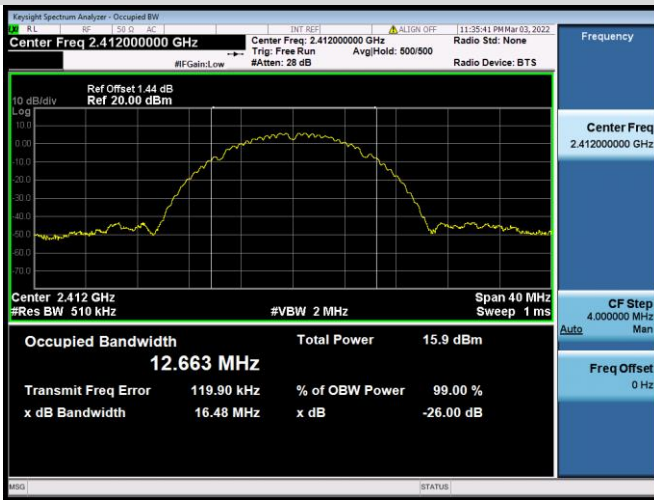 Keysight Spectrum Analyzer - Occupied BW
RL RF 50 Ω AC INT REF ALIGN OFF 11:35:41 PM Mar 03, 2022
Center Freq 2.412000000 GHz Center Freq: 2.412000000 GHz Radio Std: None
Trig: Free Run Avg|Hold: 500/500
#IFGain:Low #Atten: 28 dB Radio Device: BTS
Ref Offset 1.44 dB
10 dB/div Ref 20.00 dBm
Log
10.0
0.00
-10.0
-20.0
-30.0
-40.0
-50.0
-60.0
-70.0
Center 2.412 GHz Span 40 MHz
#Res BW 510 kHz #VBW 2 MHz Sweep 1 ms
Occupied Bandwidth Total Power 15.9 dBm
12.663 MHz
Transmit Freq Error 119.90 kHz % of OBW Power 99.00 %
x dB Bandwidth 16.48 MHz x dB -26.00 dB
MSG STATUS
Frequency
Center Freq
2.412000000 GHz
CF Step
4.000000 MHz
Auto Man
Freq Offset
0 Hz